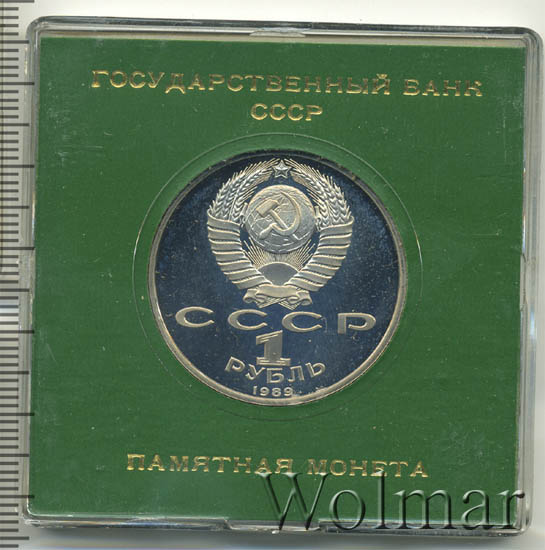 ГОСУДАРСТВЕННЫЙ БАНК
СССР
СССР
1
РУБЛЬ
1989
ПАМЯТНАЯ МОНЕТА
Wolmar